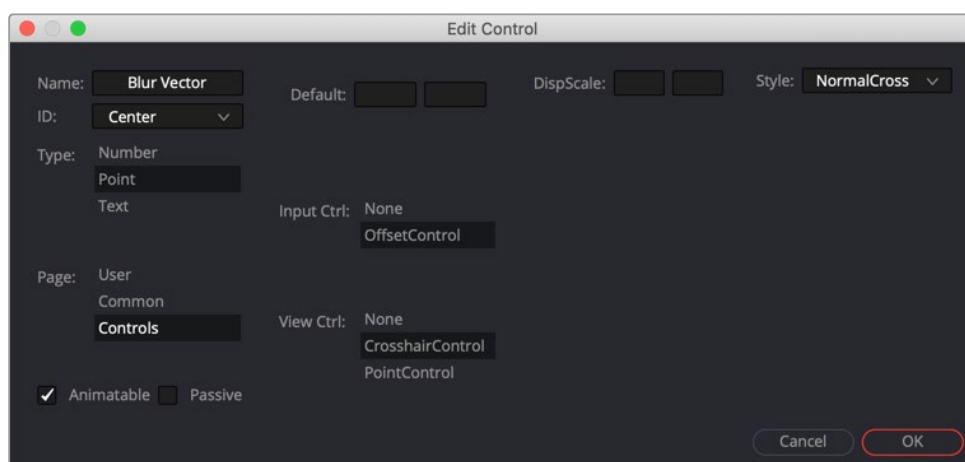 Edit Control
Name: Blur Vector
Default:
DispScale:
Style: NormalCross
ID: Center
Type: Number
Point
Text
Input Ctrl: None
OffsetControl
Page: User
Common
Controls
View Ctrl: None
CrosshairControl
PointControl
Animatable Passive
Cancel OK